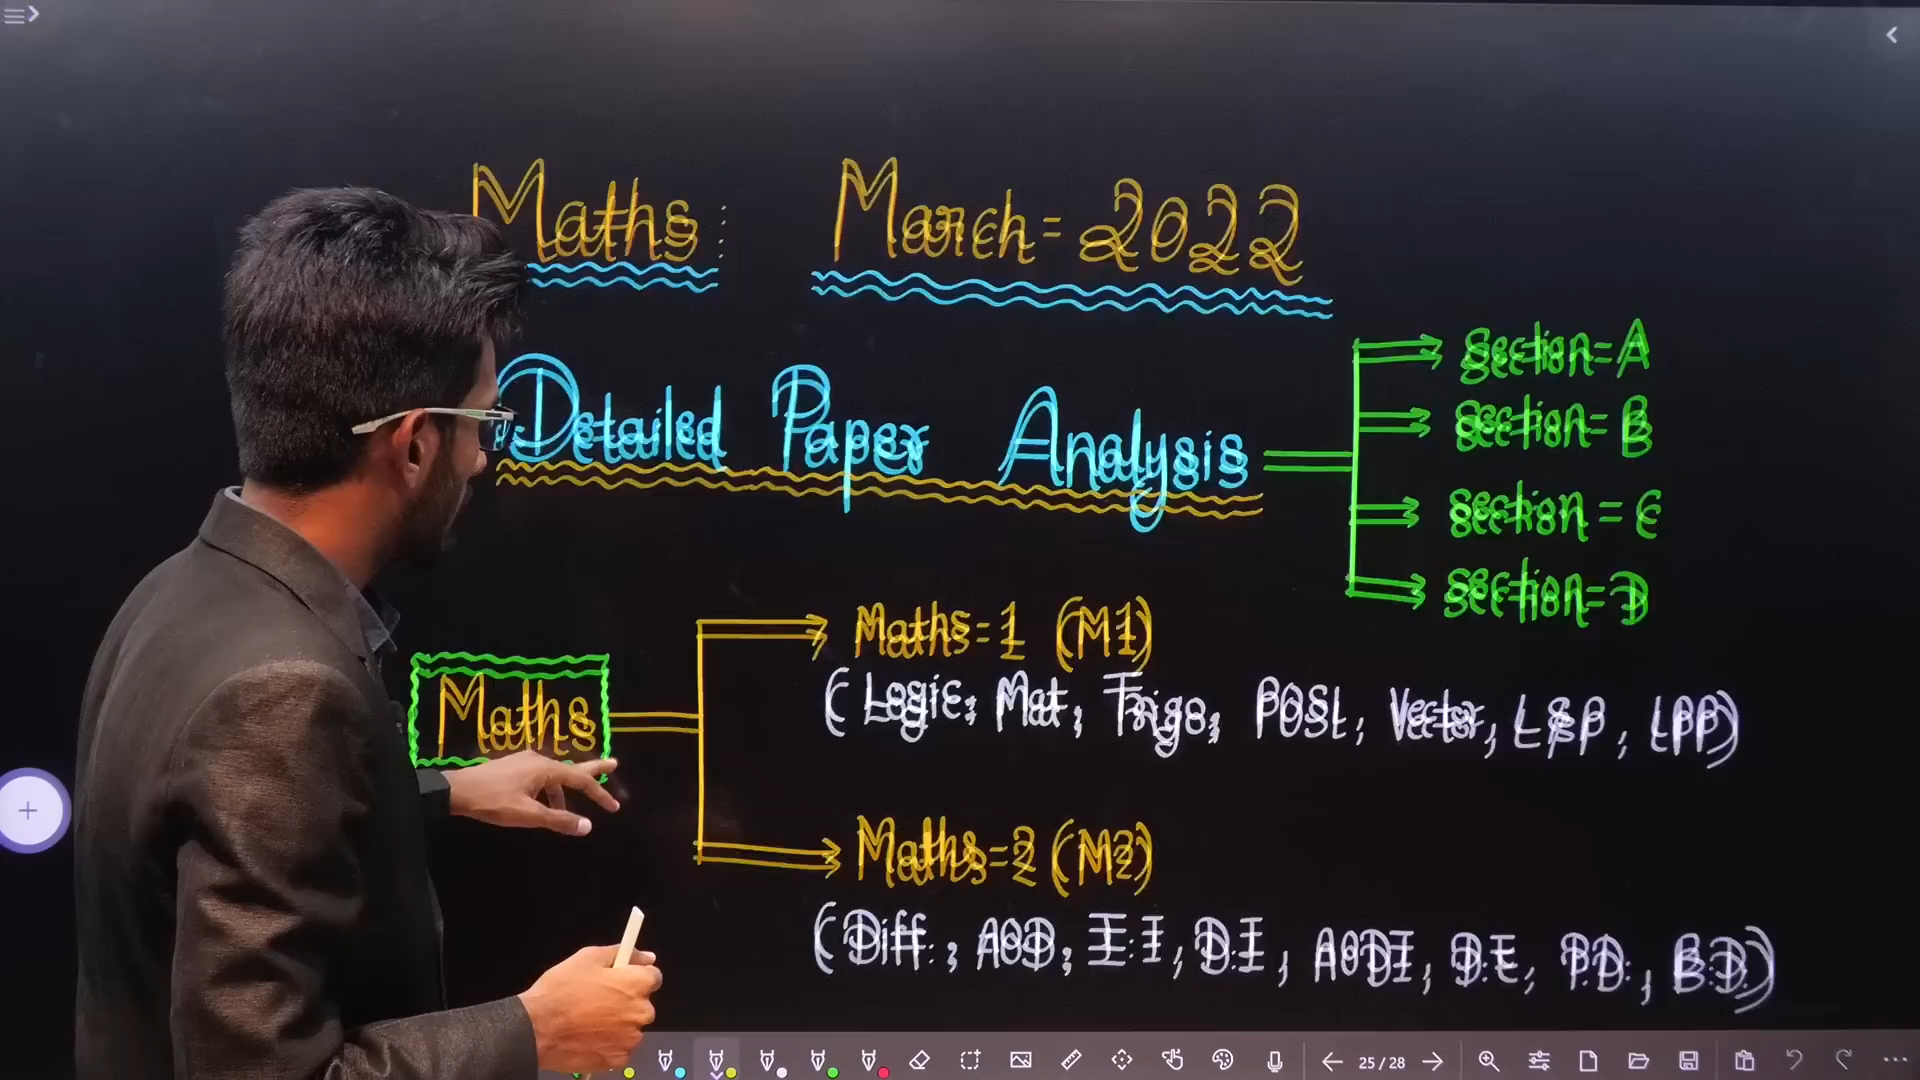 Maths : March = 2022
Detailed Paper Analysis
Section = A
Section = B
Section = C
Section = D
Maths
Maths = 1 (M1)
(Logic, Mat, Trigo, POSL, Vector, L&P, LPP)
Maths = 2 (M2)
(Diff., AOD, I.I, D.I, AODI, D.E, P.D., B.D.)
25 / 28